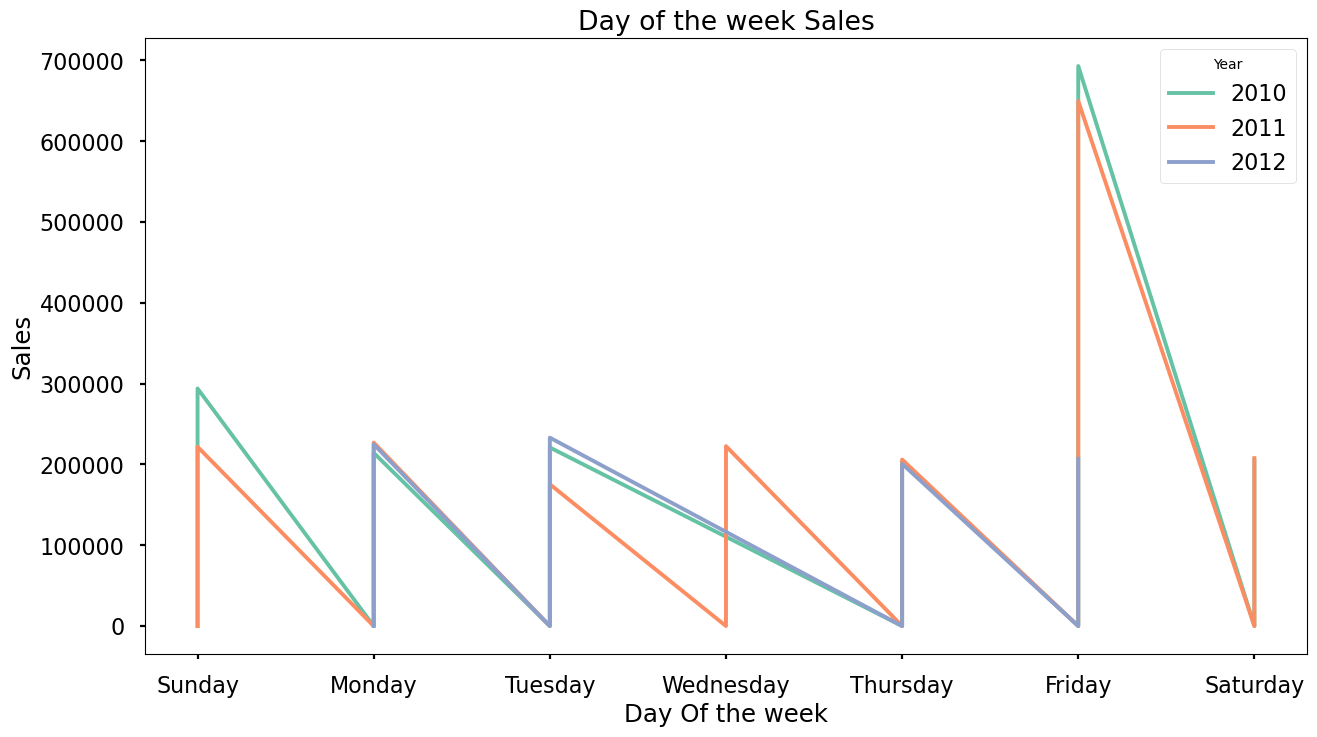 Day of the week Sales
Sales
700000
600000
500000
400000
300000
200000
100000
0
Year
2010
2011
2012
Sunday Monday Tuesday Wednesday Thursday Friday Saturday
Day Of the week